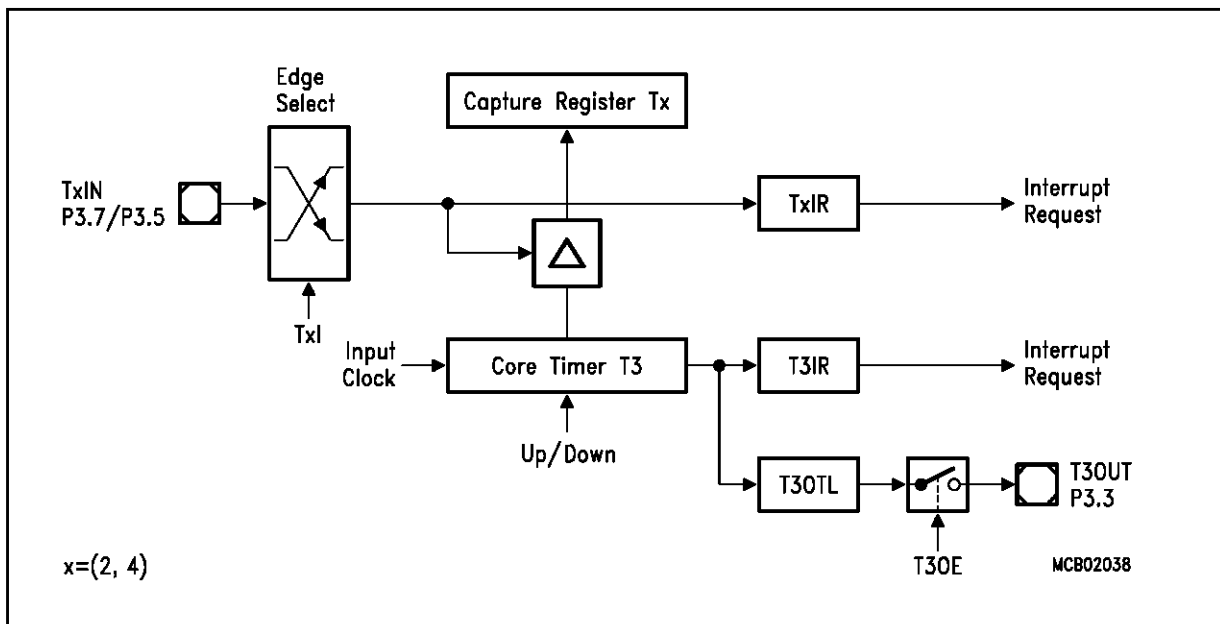 Edge
Select
Capture Register Tx
TxIN
P3.7/P3.5
TxIR
Interrupt
Request
TxI
Input
Clock
Core Timer T3
T3IR
Interrupt
Request
Up/Down
T3OTL
T3OUT
P3.3
T3OE
x=(2, 4)
MCB02038